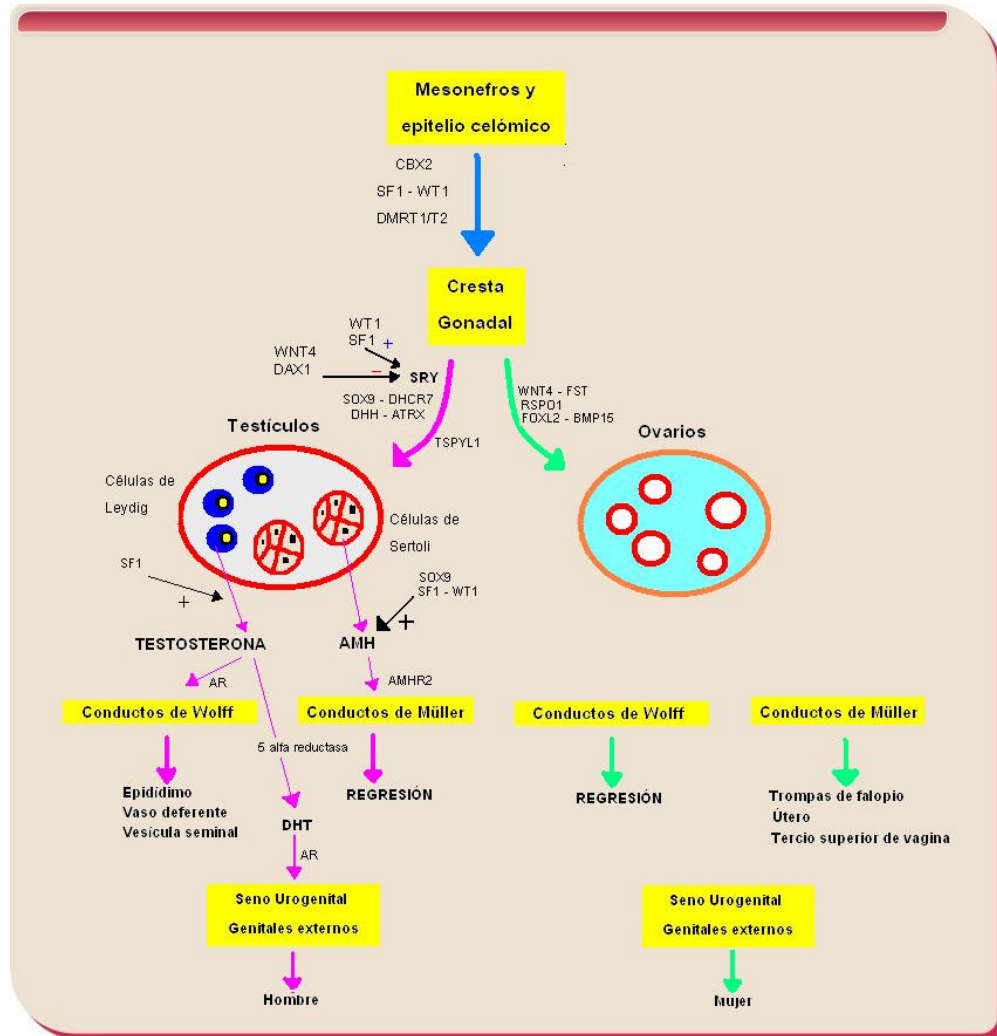 Mesonefros y
epitelio celómico
CBX2
SF1 - WT1
DMRT1/T2
Cresta
Gonadal
WT1
SF1 +
WNT4
DAX1
–
SRY
SOX9 - DHCR7
DHH - ATRX
TSPYL1
WNT4 - FST
RSPO1
FOXL2 - BMP15
Testículos
Ovarios
Células de
Leydig
Células de
Sertoli
SF1
+
SOX9
SF1 - WT1
+
TESTOSTERONA
AMH
AR
AMHR2
Conductos de Wolff
Conductos de Müller
Conductos de Wolff
Conductos de Müller
5 alfa reductasa
Epidídimo
Vaso deferente
Vesícula seminal
REGRESIÓN
REGRESIÓN
Trompas de falopio
Útero
Tercio superior de vagina
DHT
AR
Seno Urogenital
Genitales externos
Seno Urogenital
Genitales externos
Hombre
Mujer